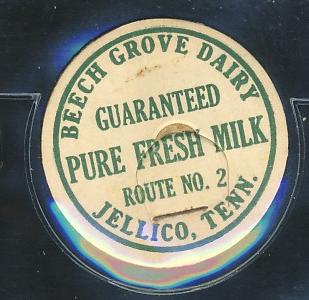 BEECH GROVE DAIRY
GUARANTEED
PURE FRESH MILK
ROUTE NO. 2
JELLICO, TENN.